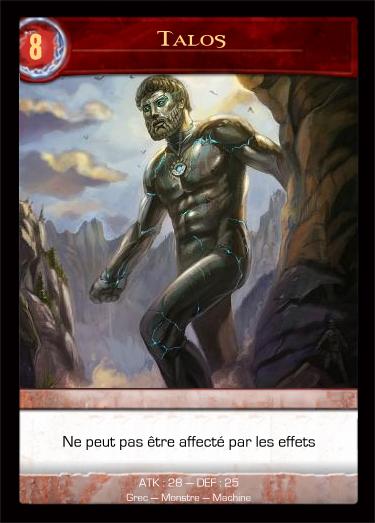 8
Talos
Ne peut pas être affecté par les effets
ATK : 28 — DEF : 25
Grec — Monstre — Machine